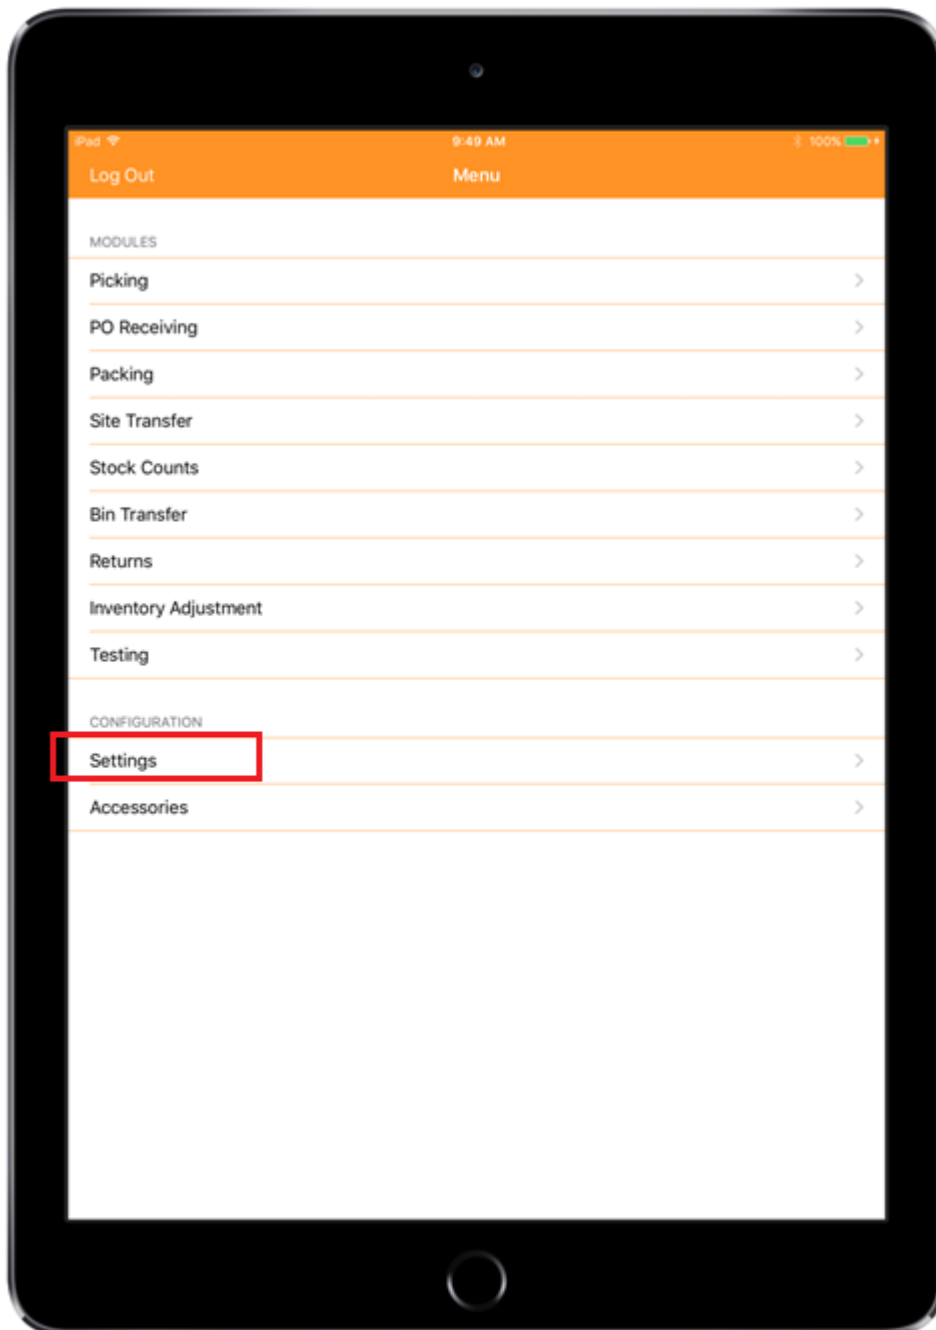 iPad 9:49 AM 100%
Log Out Menu
MODULES
Picking
PO Receiving
Packing
Site Transfer
Stock Counts
Bin Transfer
Returns
Inventory Adjustment
Testing
CONFIGURATION
Settings
Accessories